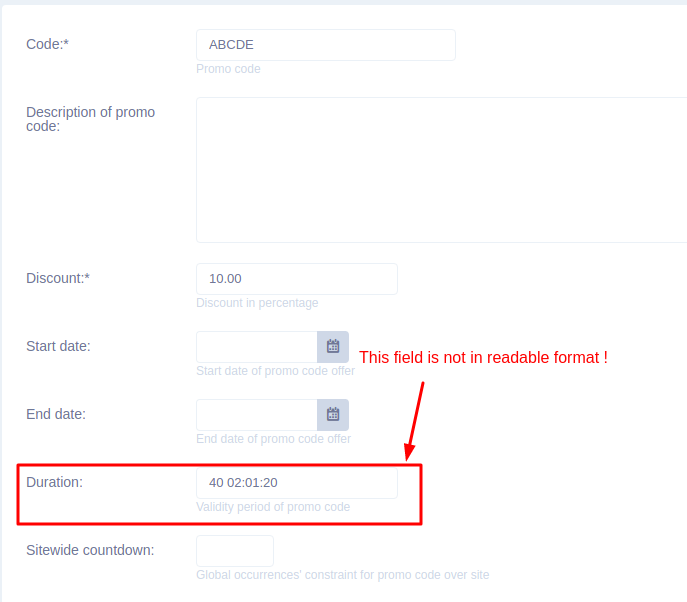 Code:*
ABCDE
Promo code
Description of promo
code:
Discount:*
10.00
Discount in percentage
Start date:
This field is not in readable format !
Start date of promo code offer
End date:
End date of promo code offer
Duration:
40 02:01:20
Validity period of promo code
Sitewide countdown:
Global occurrences' constraint for promo code over site